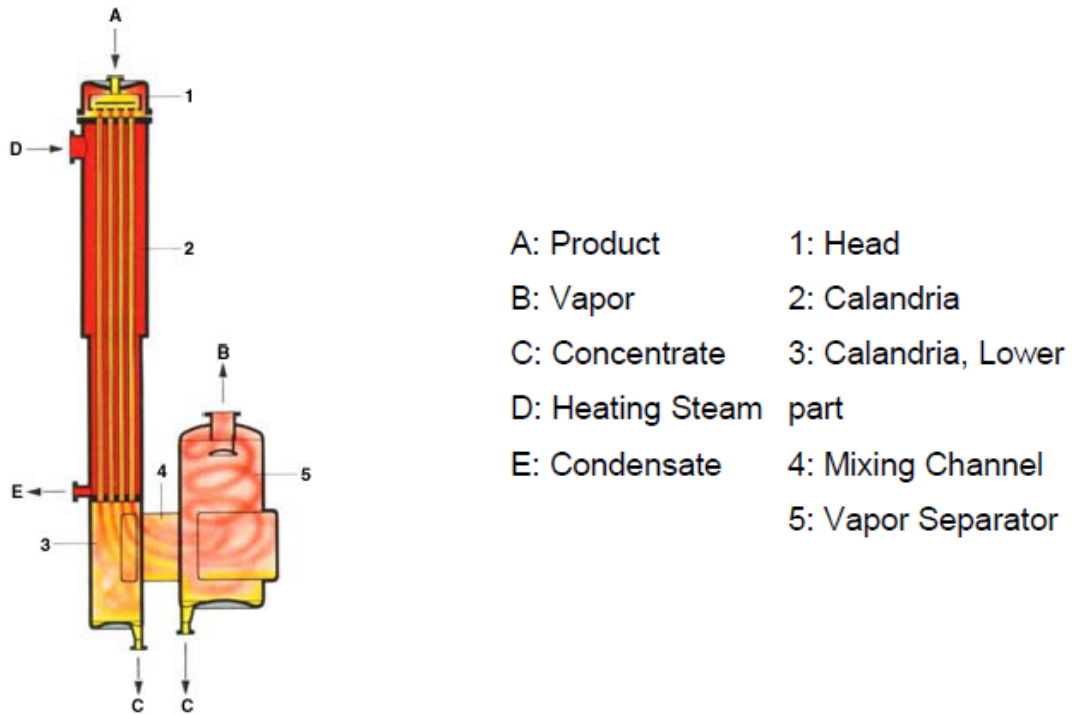 A
1
D
2
B
4
5
E
3
C
C
A: Product 1: Head
B: Vapor 2: Calandria
C: Concentrate 3: Calandria, Lower
D: Heating Steam part
E: Condensate 4: Mixing Channel
5: Vapor Separator